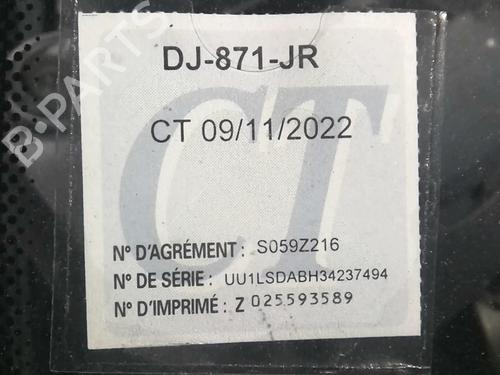 DJ-871-JR
CT 09/11/2022
CT
N° D'AGRÉMENT : S059Z216
N° DE SÉRIE : UU1LSDABH34237494
N° D'IMPRIMÉ : Z 025593589
B-PARTS